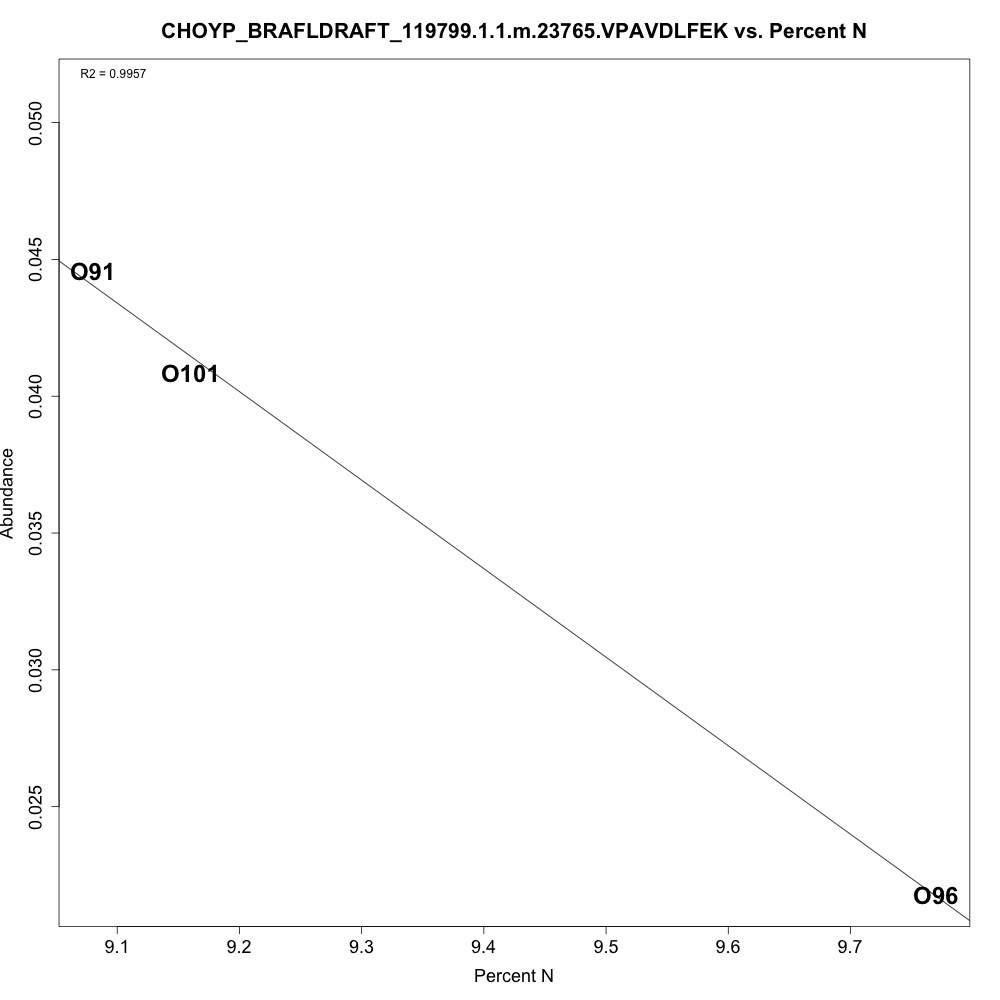 CHOYP_BRAFLDRAFT_119799.1.1.m.23765.VPAVDLFEK vs. Percent N
R2 = 0.9957
0.050
0.045
0.040
0.035
0.030
0.025
Abundance
O91
O101
O96
9.1 9.2 9.3 9.4 9.5 9.6 9.7
Percent N